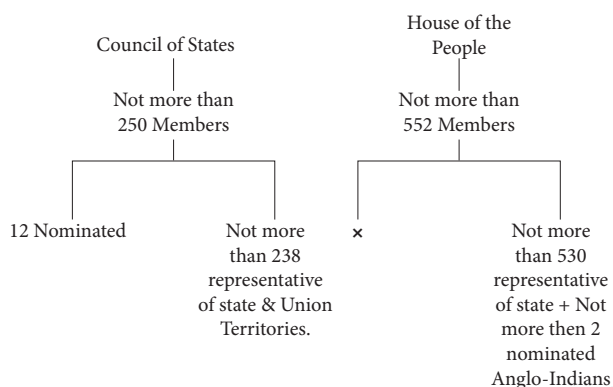 Council of States
House of the
People
Not more than
250 Members
Not more than
552 Members
12 Nominated
Not more
than 238
representative
of state & Union
Territories.
×
Not more
than 530
representative
of state + Not
more then 2
nominated
Anglo-Indians